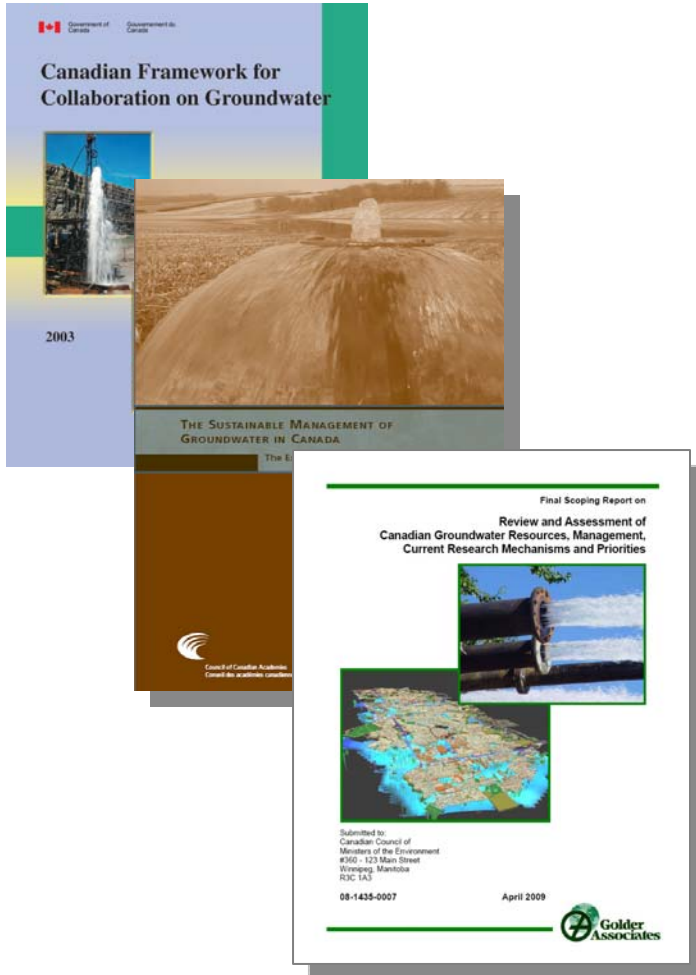 Government of Gouvernement du
Canada Canada
Canadian Framework for
Collaboration on Groundwater
2003
THE SUSTAINABLE MANAGEMENT OF
GROUNDWATER IN CANADA
The E
Council of Canadian Academies
Conseil des académies canadienne
Final Scoping Report on
Review and Assessment of
Canadian Groundwater Resources, Management,
Current Research Mechanisms and Priorities
Submitted to:
Canadian Council of
Ministers of the Environment
#360 - 123 Main Street
Winnipeg, Manitoba
R3C 1A3
08-1435-0007 April 2009
Golder
Associates